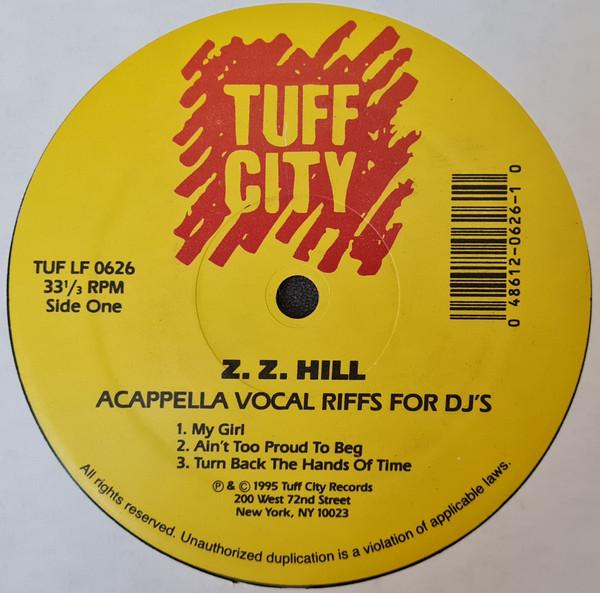 TUFF
CITY
TUF LF 0626
33⅓ RPM
Side One
0 48612-0626-1 0
Z. Z. HILL
ACAPPELLA VOCAL RIFFS FOR DJ'S
1. My Girl
2. Ain't Too Proud To Beg
3. Turn Back The Hands Of Time
℗ & © 1995 Tuff City Records
200 West 72nd Street
New York, NY 10023
All rights reserved. Unauthorized duplication is a violation of applicable laws.